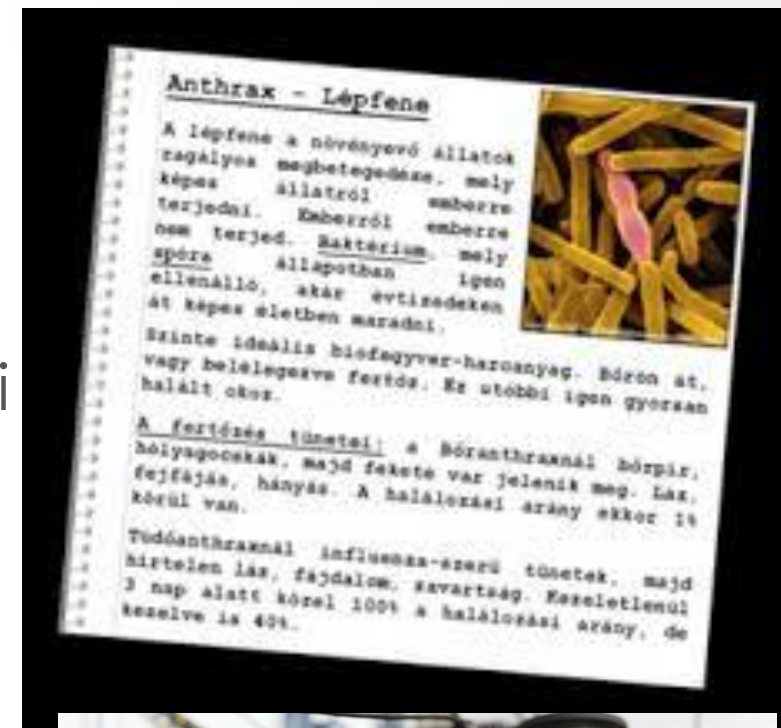 Anthrax - Lépfene
A lépfene a növényevő állatok
ragályos megbetegedése, mely
képes állatról emberre
terjedni. Emberről emberre
nem terjed. Baktérium, mely
spóra állapotban igen
ellenálló, akár évtizedeken
át képes életben maradni.
Szinte ideális biofegyver-harcanyag. Bőrön át,
vagy belélegezve fertőz. Ez utóbbi igen gyorsan
halált okoz.
A fertőzés tünetei: a Bőranthraxnál bőrpír,
hólyagocskák, majd fekete var jelenik meg. Láz,
fejfájás, hányás. A halálozási arány ekkor 1%
körül van.
Tüdőanthraxnál influenza-szerű tünetek, majd
hirtelen láz, fájdalom, zavartság. Kezeletlenül
3 nap alatt közel 100% a halálozási arány, de
kezelve is 40%.